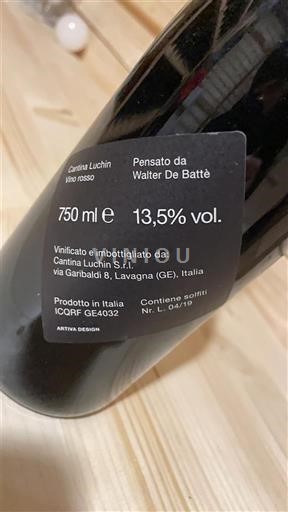 Cantina Luchin
Vino rosso
Pensato da
Walter De Battè
750 ml e 13,5% vol.
Vinificato e imbottigliato da:
Cantina Luchin S.r.l.
via Garibaldi 8, Lavagna (GE), Italia
VINIOU
Prodotto in Italia
ICQRF GE4032
Contiene solfiti
Nr. L. 04/19
ARTIVA DESIGN